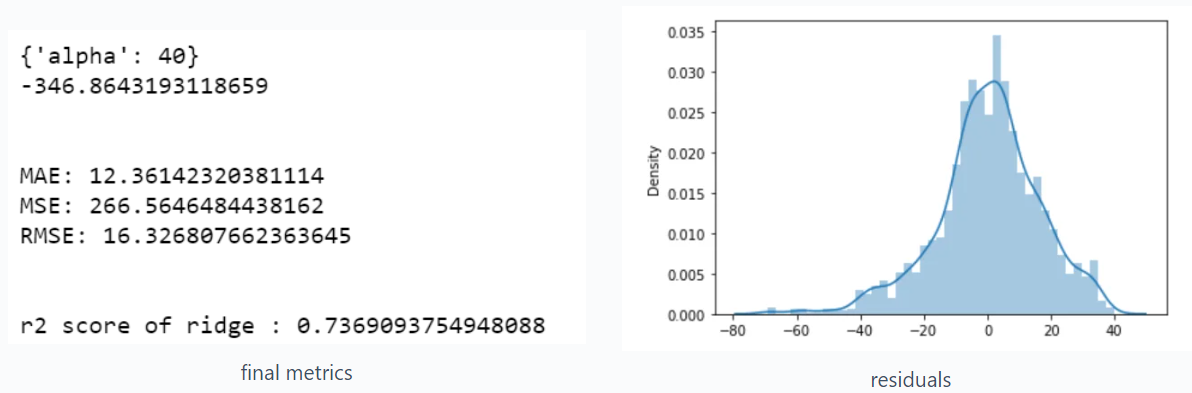 {'alpha': 40}
-346.8643193118659
MAE: 12.36142320381114
MSE: 266.5646484438162
RMSE: 16.326807662363645
r2 score of ridge : 0.7369093754948088
final metrics
0.035
0.030
0.025
0.020
0.015
0.010
0.005
0.000
Density
−80 −60 −40 −20 0 20 40
residuals